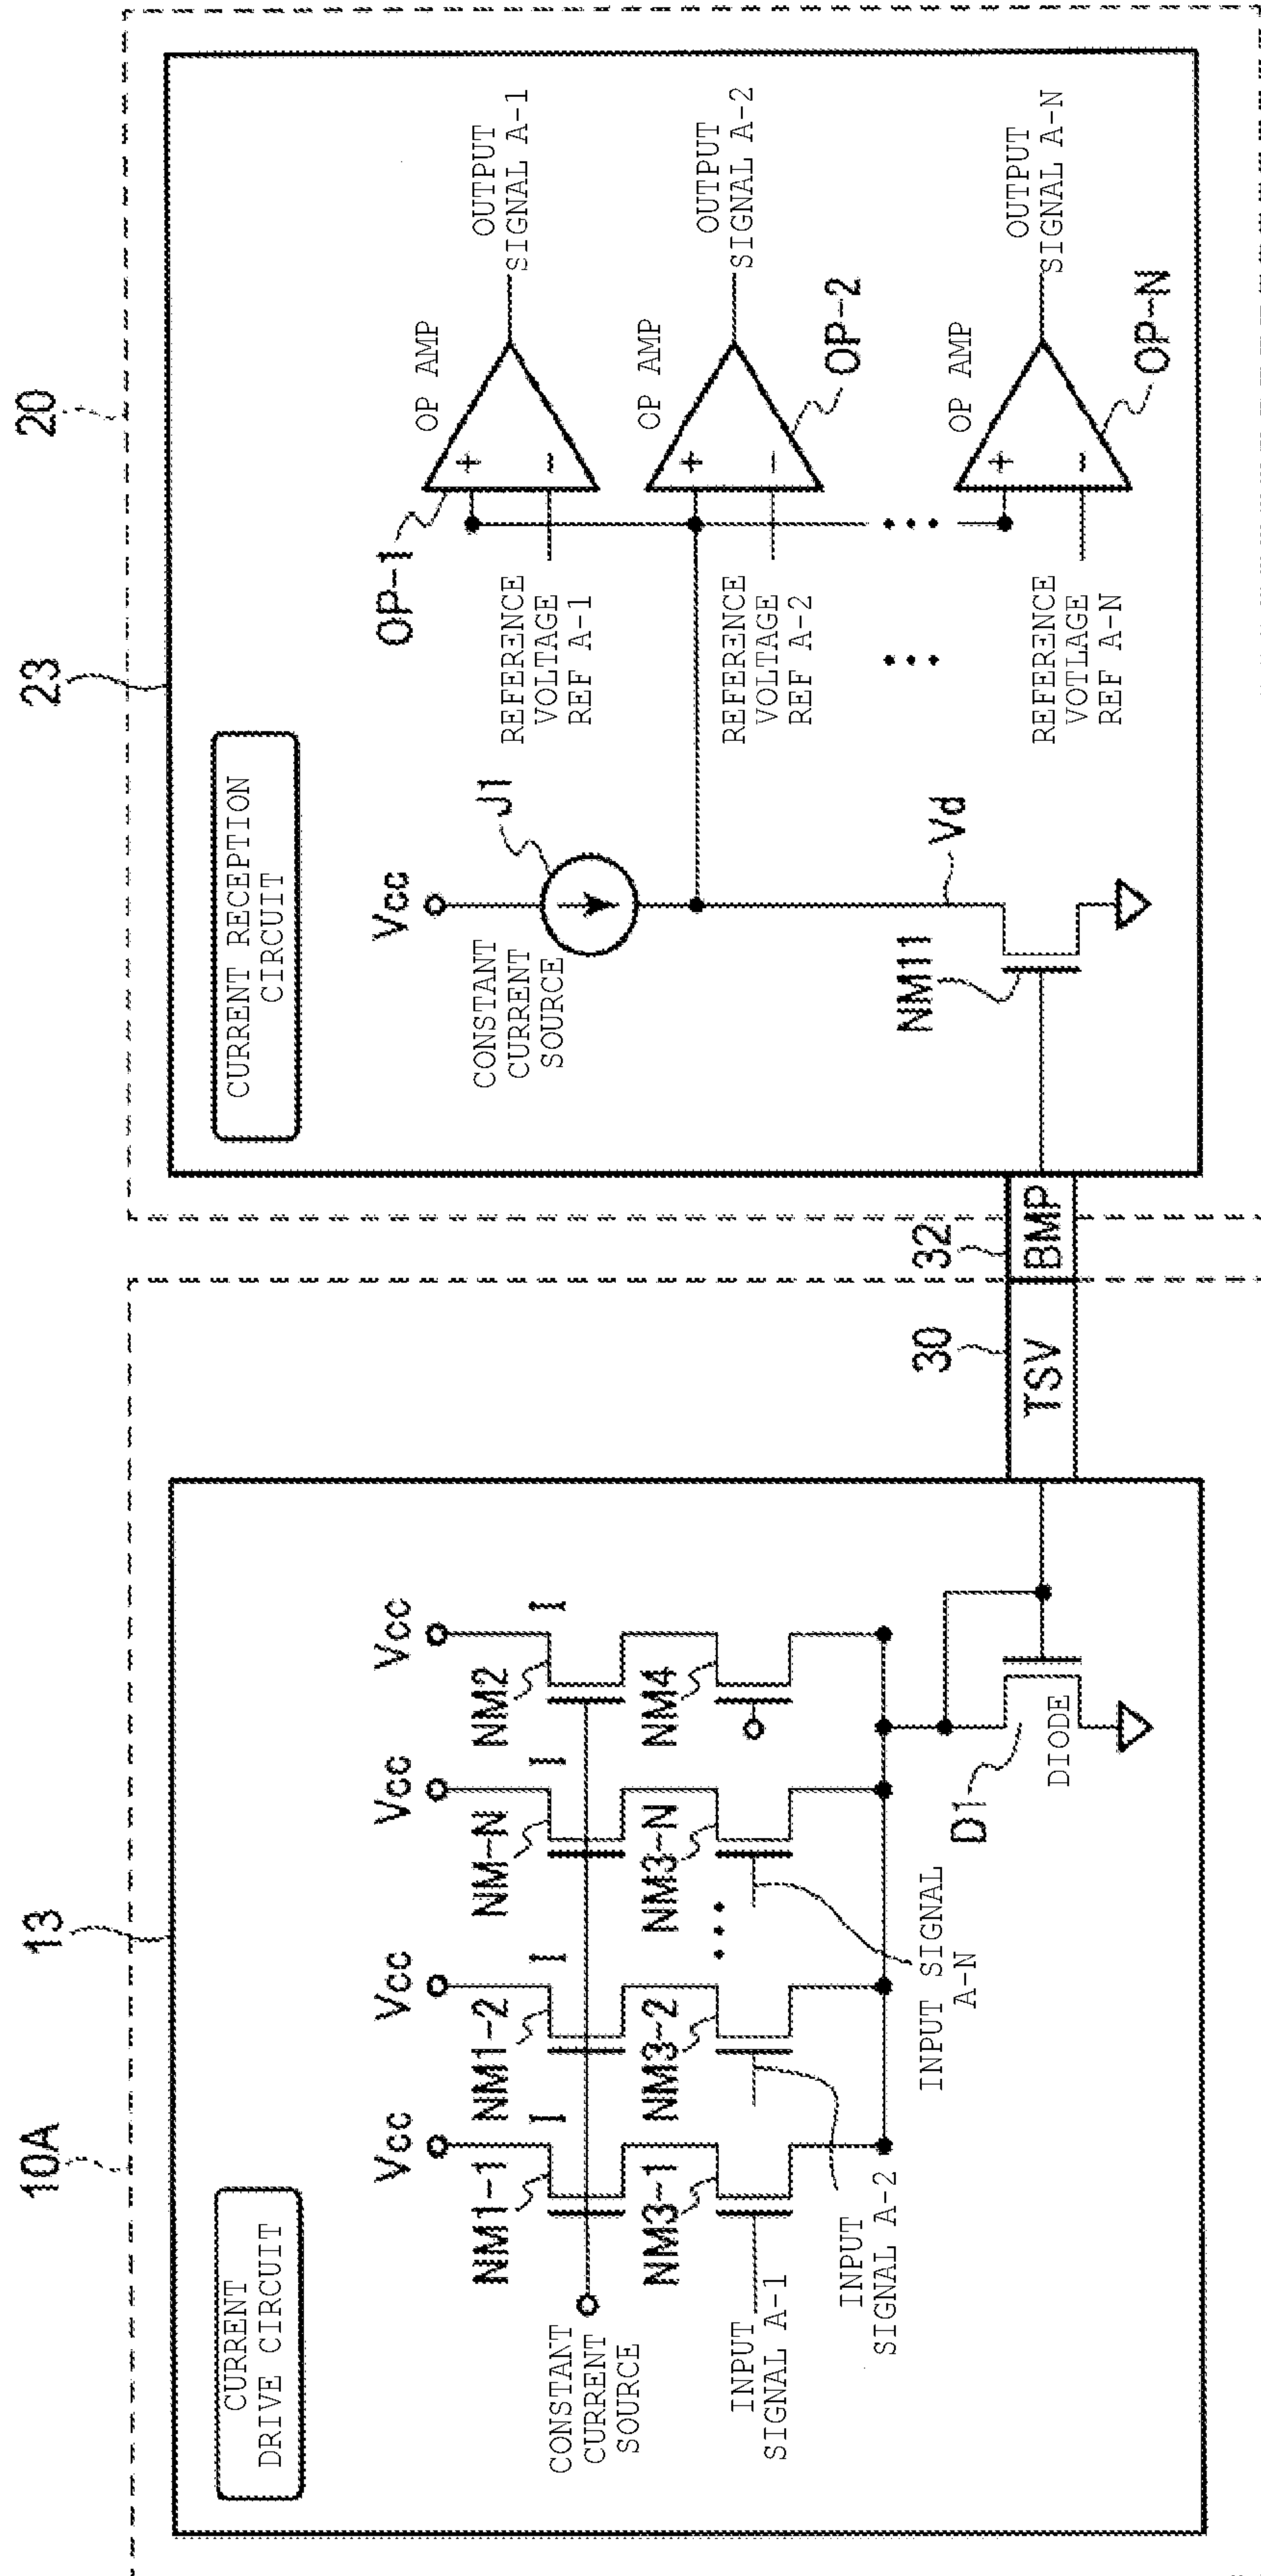 10A
13
CURRENT
DRIVE CIRCUIT
Vcc
Vcc
Vcc
Vcc
NM1-1
I
NM1-2
I
NM-N
I
NM2
I
CONSTANT
CURRENT
SOURCE
NM3-1
NM3-2
...
NM3-N
NM4
INPUT
SIGNAL A-1
INPUT
SIGNAL A-2
INPUT SIGNAL
A-N
D1
DIODE
30
TSV
32
BMP
20
23
CURRENT RECEPTION
CIRCUIT
Vcc
CONSTANT
CURRENT
SOURCE
J1
NM11
Vd
OP-1
OP AMP
+
-
OUTPUT
SIGNAL A-1
REFERENCE
VOLTAGE
REF A-1
OP AMP
+
-
OP-2
OUTPUT
SIGNAL A-2
REFERENCE
VOLTAGE
REF A-2
...
...
OP AMP
+
-
OP-N
OUTPUT
SIGNAL A-N
REFERENCE
VOTLAGE
REF A-N